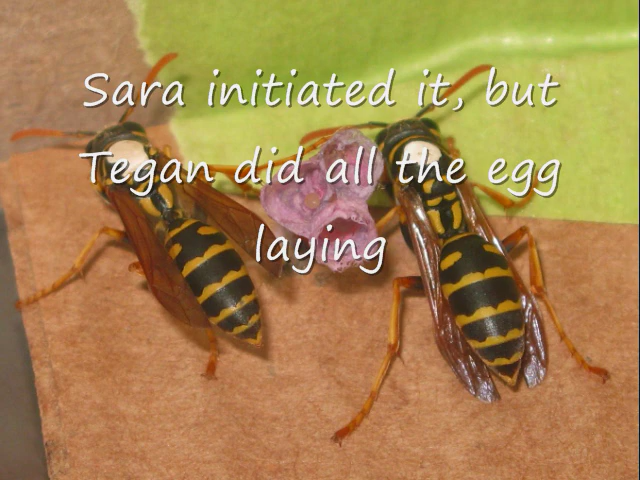 Sara initiated it, but
Tegan did all the egg
laying